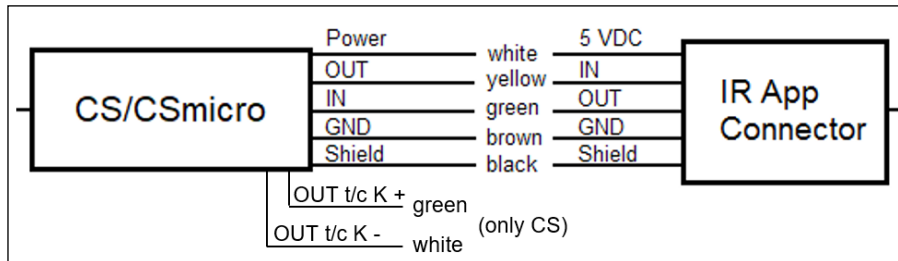 Power white 5 VDC
OUT yellow IN
CS/CSmicro
IN green OUT
IR App
Connector
GND brown GND
Shield black Shield
OUT t/c K + green
(only CS)
OUT t/c K - white